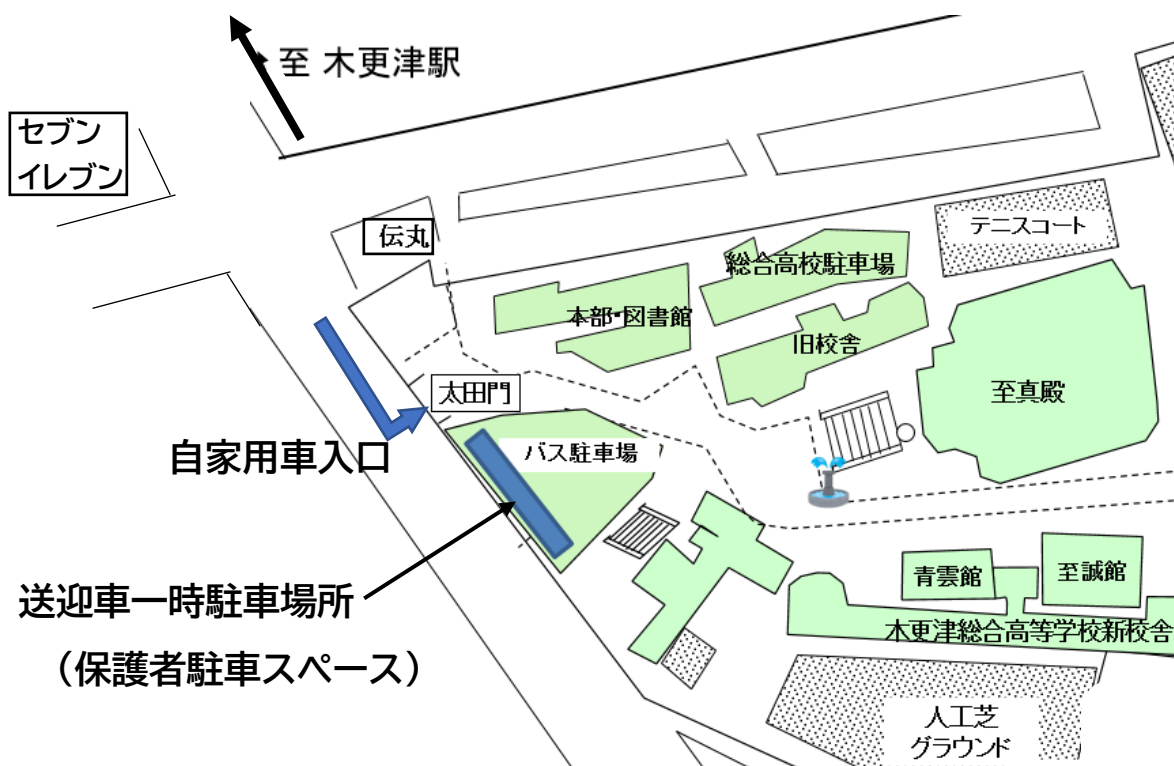 至 木更津駅
セブン
イレブン
伝丸
テニスコート
総合高校駐車場
本部・図書館
旧校舎
至真殿
太田門
自家用車入口
バス駐車場
送迎車一時駐車場所
（保護者駐車スペース）
青雲館
至誠館
木更津総合高等学校新校舎
人工芝
グラウンド